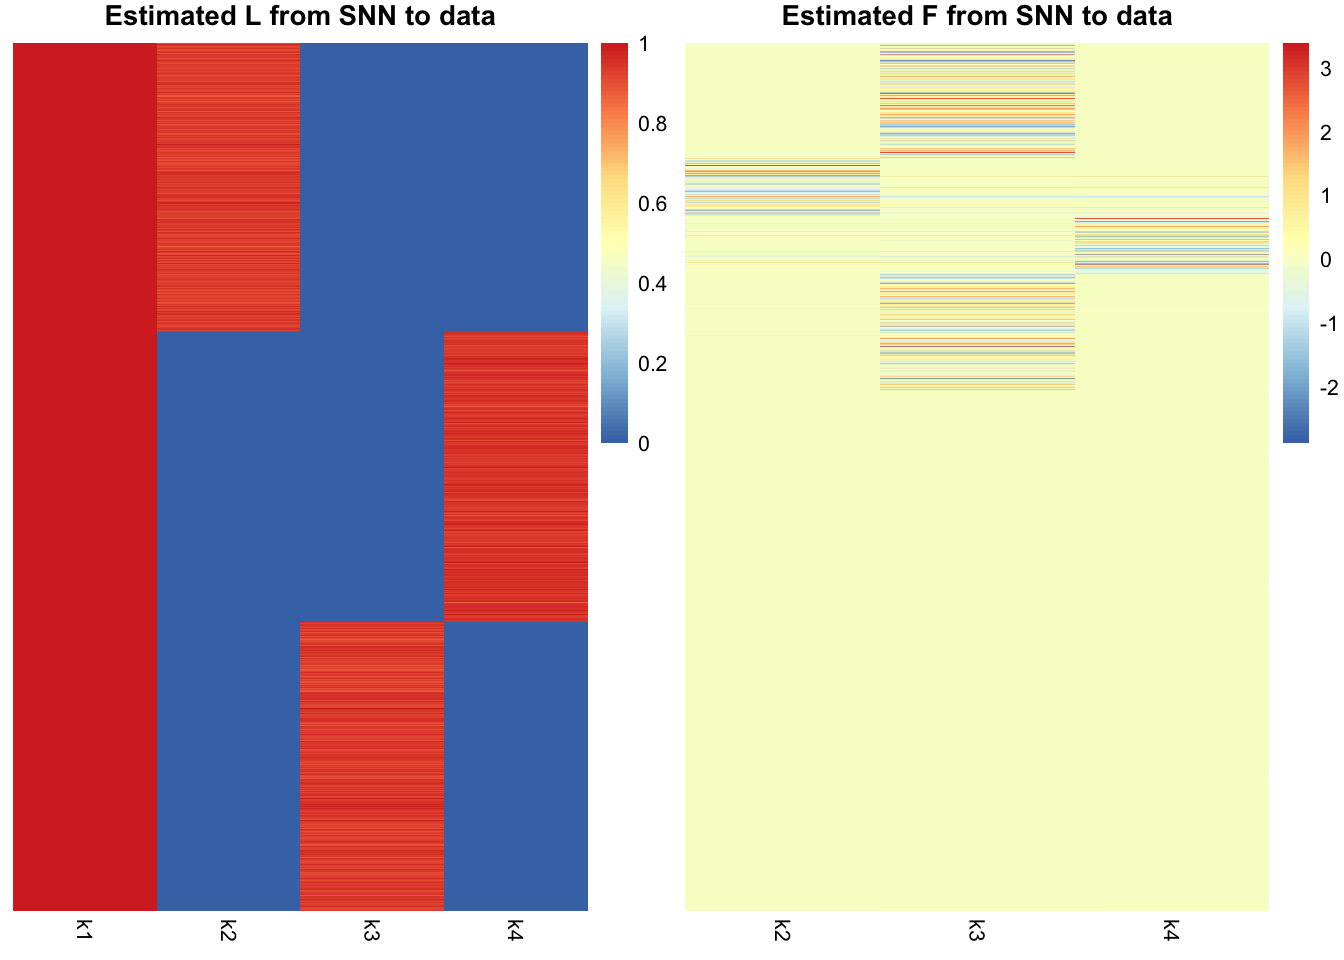 Estimated L from SNN to data
1
0.8
0.6
0.4
0.2
0
k1
k2
k3
k4
Estimated F from SNN to data
3
2
1
0
-1
-2
k2
k3
k4